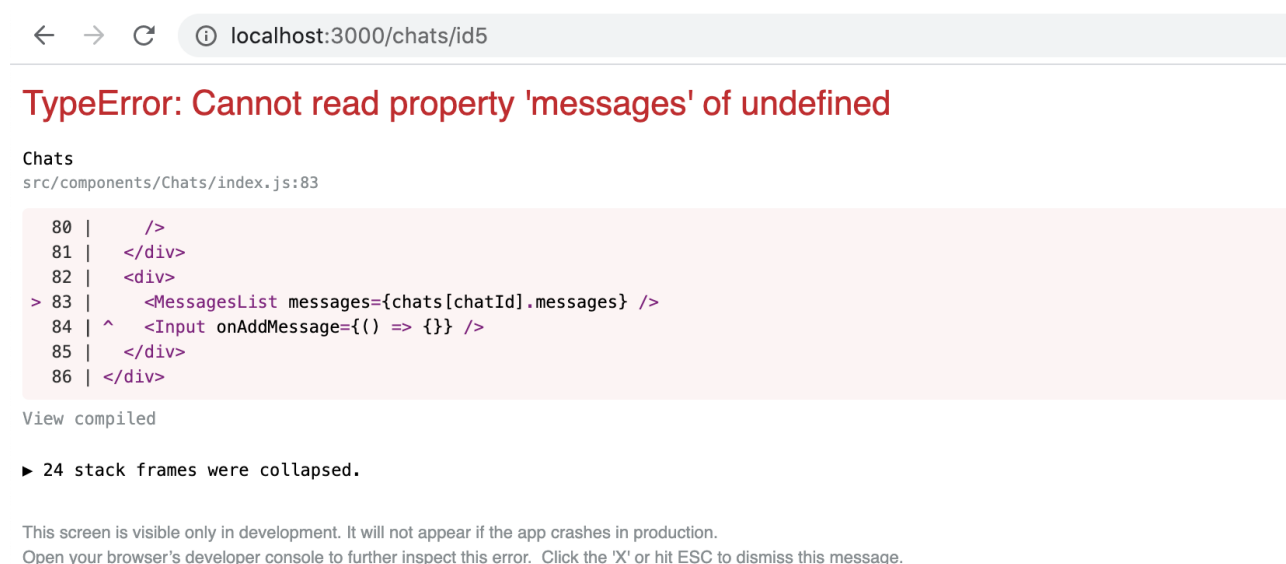 localhost:3000/chats/id5
TypeError: Cannot read property 'messages' of undefined
Chats
src/components/Chats/index.js:83
80 |     />
81 |   </div>
82 |   <div>
> 83 |     <MessagesList messages={chats[chatId].messages} />
84 | ^   <Input onAddMessage={() => {}} />
85 |   </div>
86 | </div>
View compiled
▶ 24 stack frames were collapsed.
This screen is visible only in development. It will not appear if the app crashes in production.
Open your browser’s developer console to further inspect this error.  Click the 'X' or hit ESC to dismiss this message.